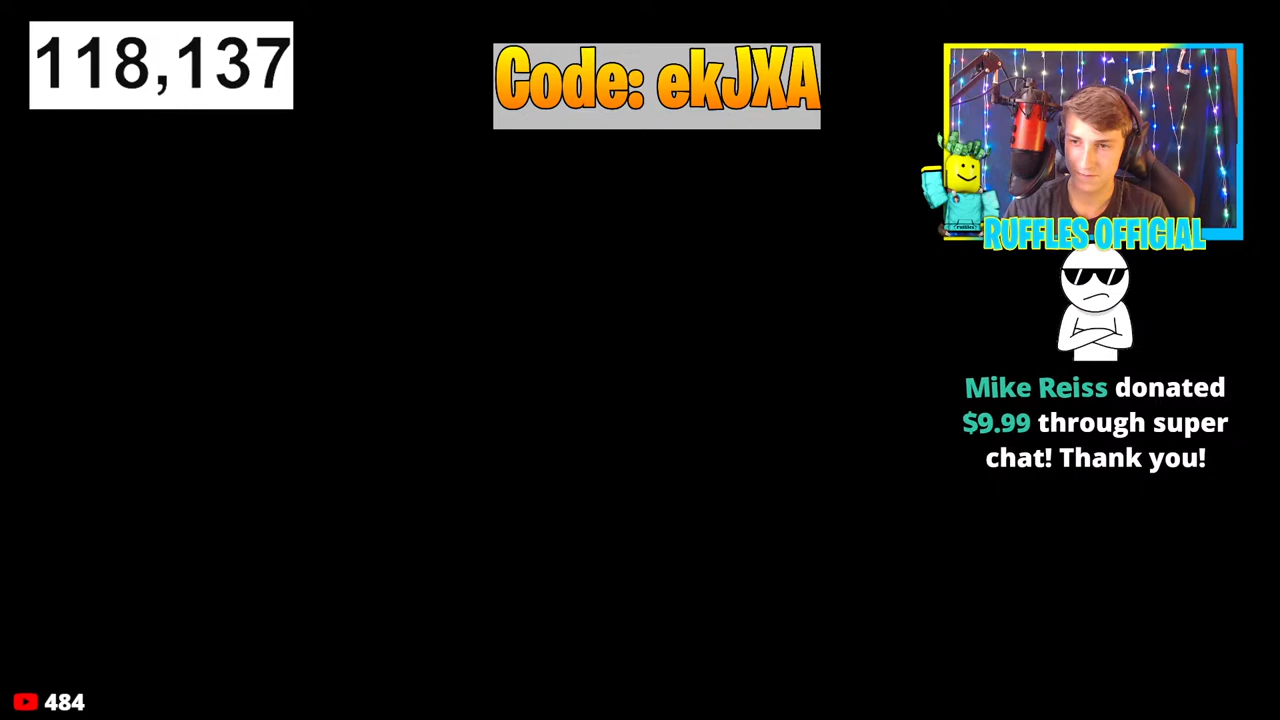 118,137
Code: ekJXA
RUFFLES OFFICIAL
Mike Reiss donated
$9.99 through super
chat! Thank you!
484